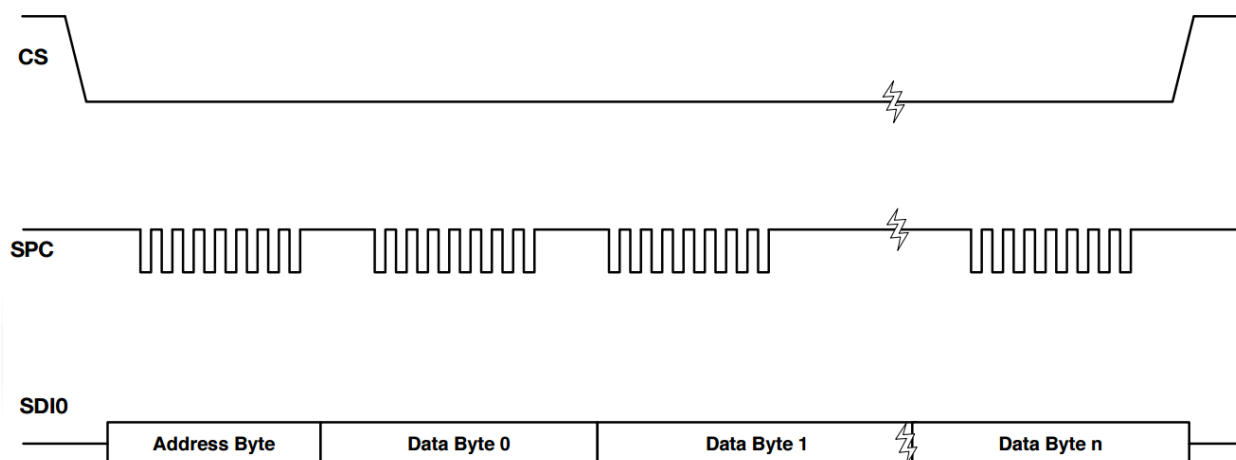 CS
SPC
SDI0
Address Byte Data Byte 0 Data Byte 1 Data Byte n